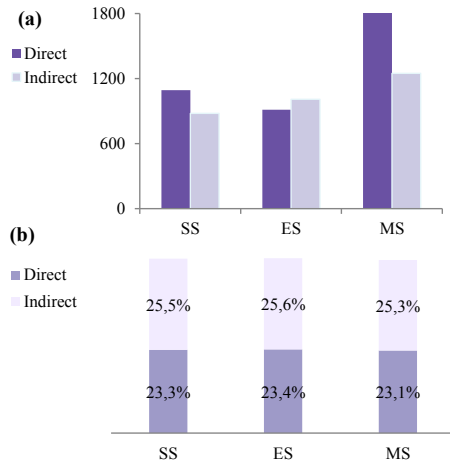 (a)
1800
Direct
Indirect
1200
600
0
SS ES MS
(b)
Direct
Indirect
25,5% 25,6% 25,3%
23,3% 23,4% 23,1%
SS ES MS